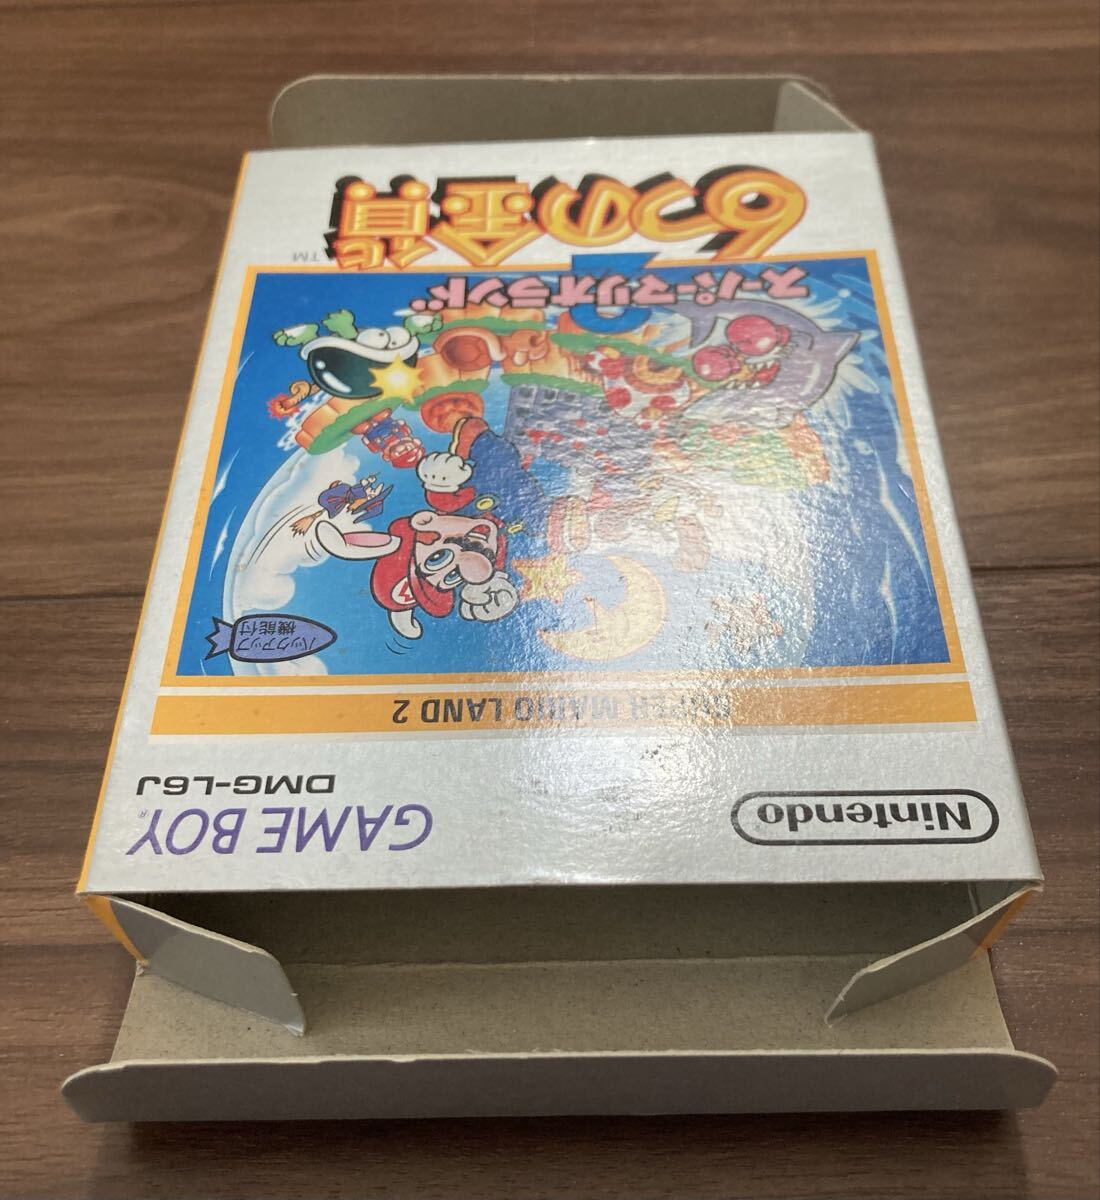 Nintendo
GAME BOY®
DMG-L6J
SUPER MARIO LAND 2
バックアップ
機能付
スーパーマリオランド
2
6つの金貨
TM